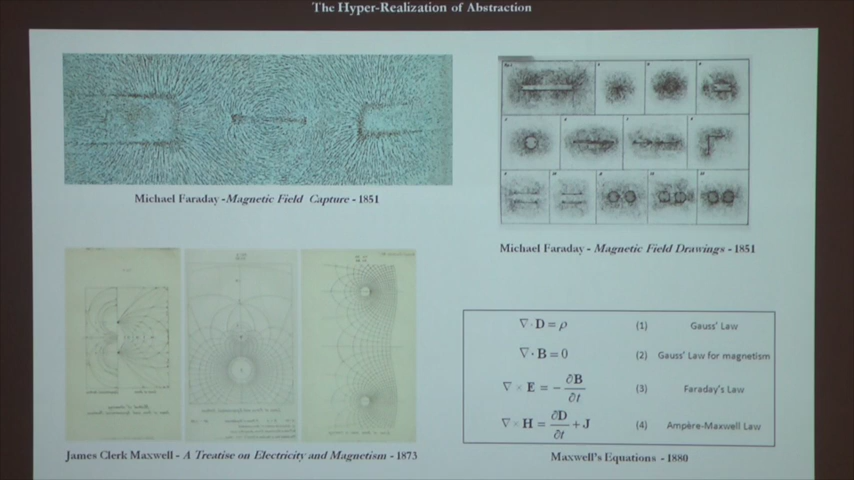 The Hyper-Realization of Abstraction
Michael Faraday -Magnetic Field Capture - 1851
Michael Faraday - Magnetic Field Drawings - 1851
∇·D = ρ (1) Gauss' Law
∇·B = 0 (2) Gauss' Law for magnetism
∇ × E = −∂B/∂t (3) Faraday's Law
∇ × H = ∂D/∂t + J (4) Ampère-Maxwell Law
James Clerk Maxwell - A Treatise on Electricity and Magnetism - 1873
Maxwell's Equations - 1880